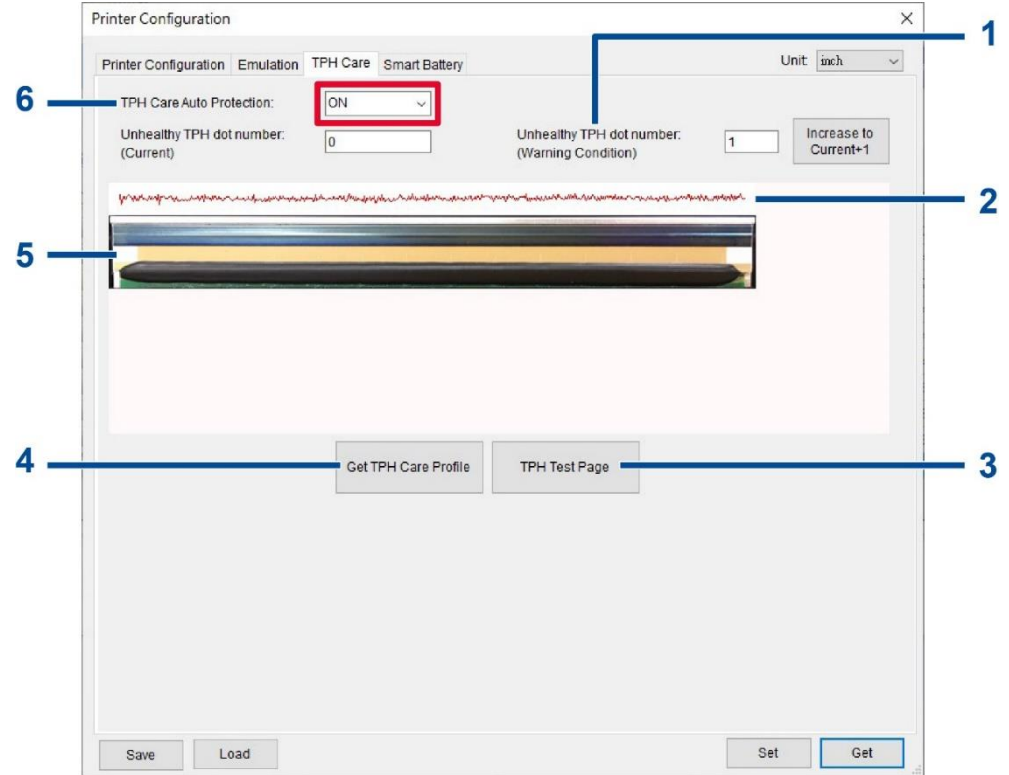 Printer Configuration
1
Printer Configuration Emulation TPH Care Smart Battery Unit: inch
6
TPH Care Auto Protection: ON
Unhealthy TPH dot number: 0 Unhealthy TPH dot number: 1 Increase to
(Current) (Warning Condition) Current+1
2
5
4 Get TPH Care Profile TPH Test Page 3
Save Load Set Get